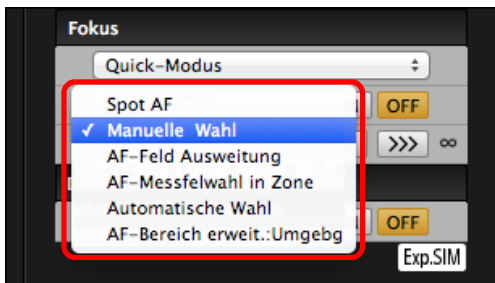 Fokus
Quick-Modus
Spot AF
OFF
✓ Manuelle Wahl
>>> ∞
AF-Feld Ausweitung
AF-Messfelwahl in Zone
Automatische Wahl
OFF
AF-Bereich erweit.:Umgebg
Exp.SIM